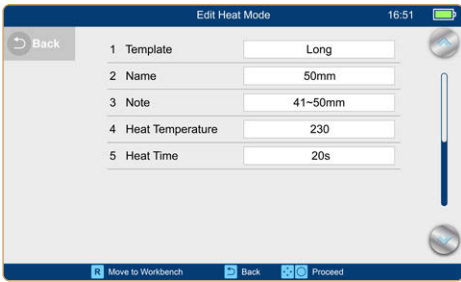 Edit Heat Mode 16:51
Back
1 Template Long
2 Name 50mm
3 Note 41~50mm
4 Heat Temperature 230
5 Heat Time 20s
R Move to Workbench Back Proceed